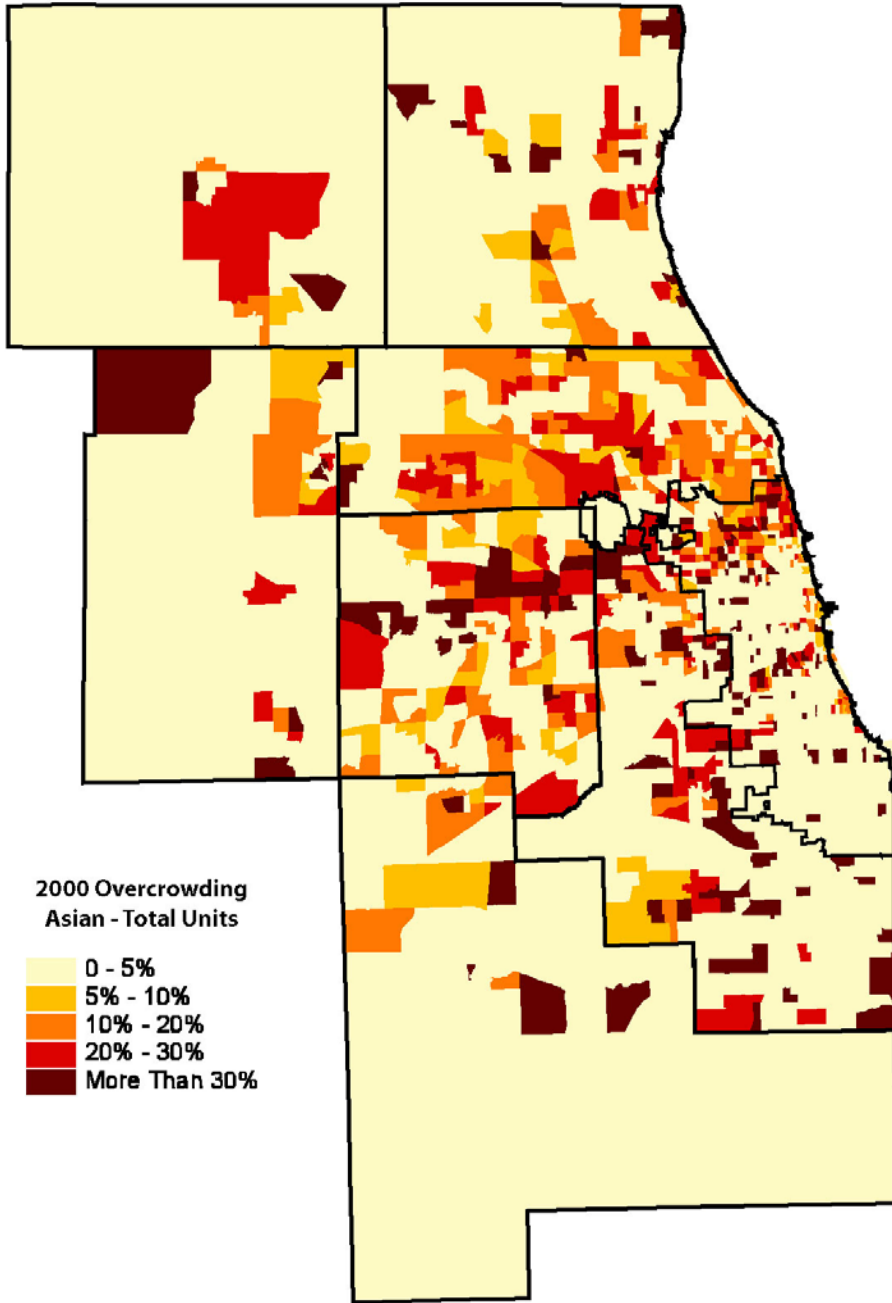 2000 Overcrowding
Asian - Total Units
0 - 5%
5% - 10%
10% - 20%
20% - 30%
More Than 30%